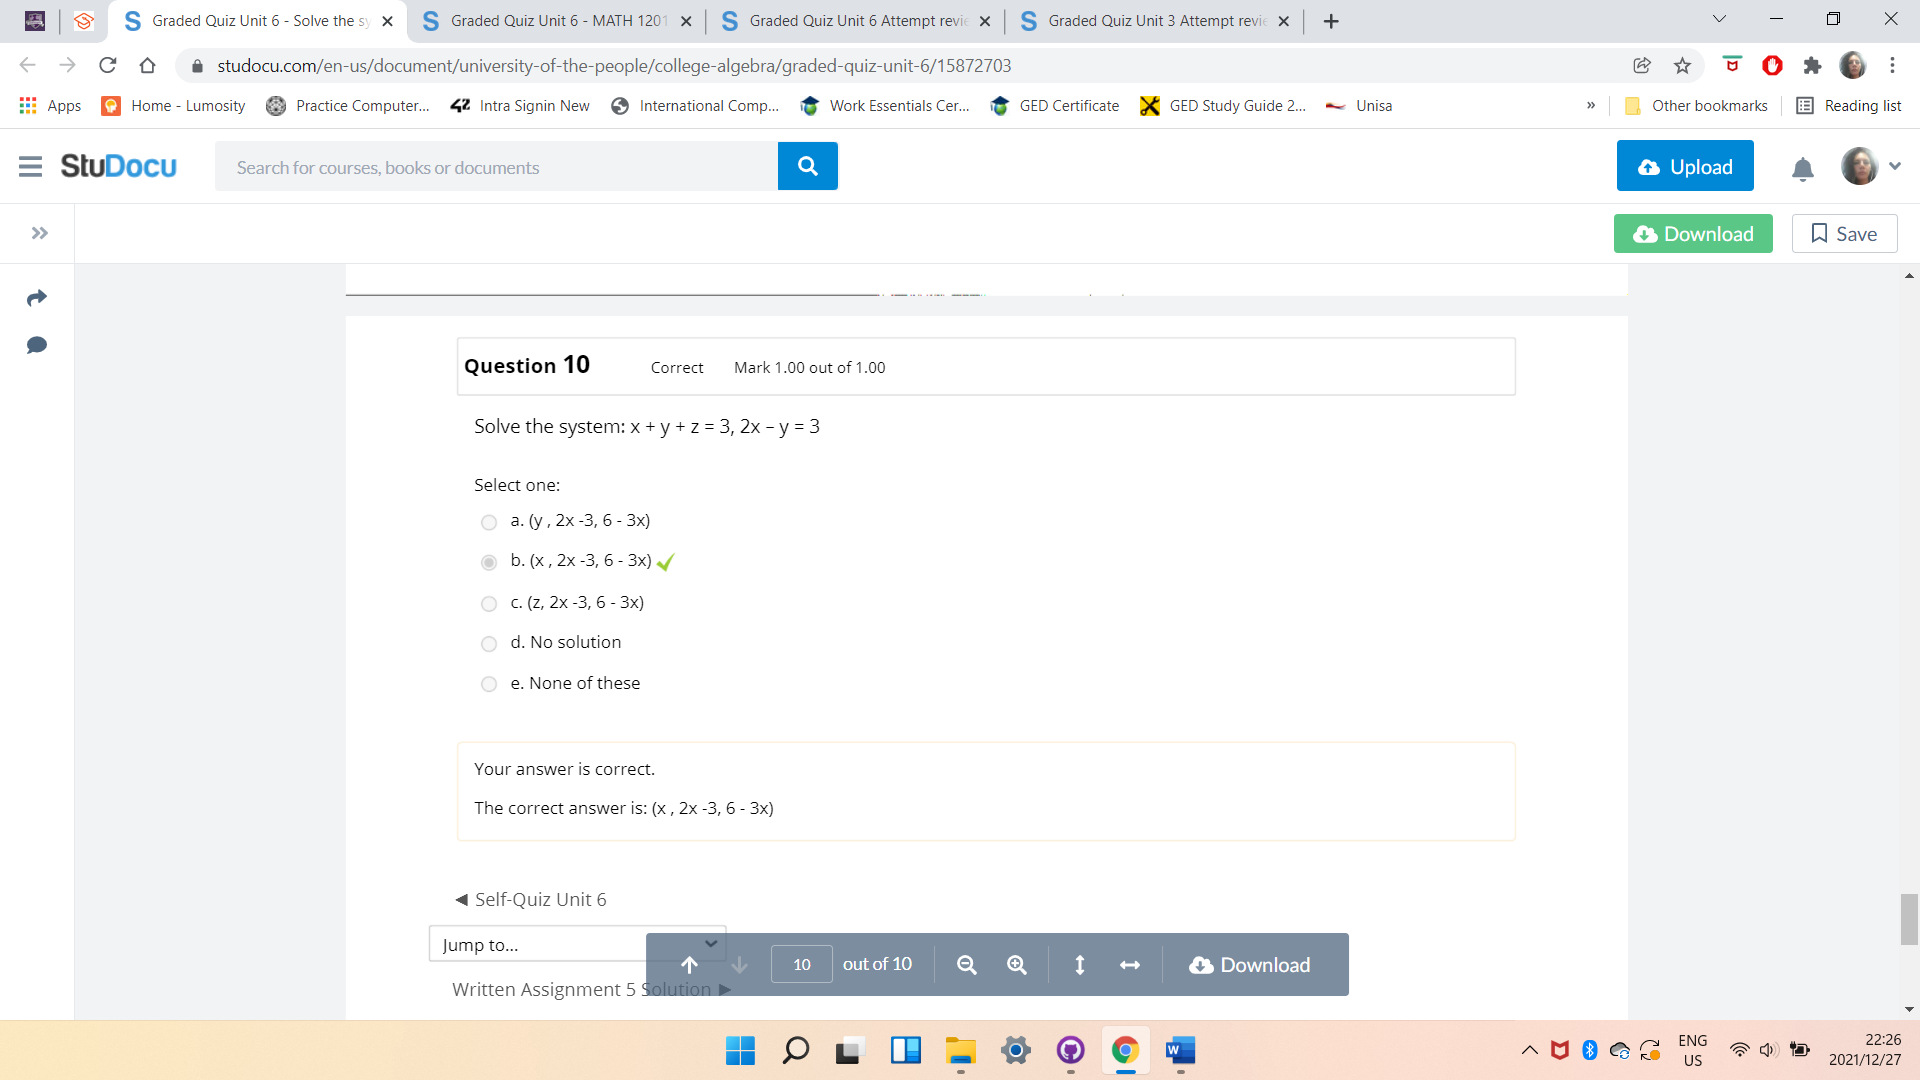 Graded Quiz Unit 6 - Solve the sy
Graded Quiz Unit 6 - MATH 1201
Graded Quiz Unit 6 Attempt revie
Graded Quiz Unit 3 Attempt revie
studocu.com/en-us/document/university-of-the-people/college-algebra/graded-quiz-unit-6/15872703
Apps
Home - Lumosity
Practice Computer...
Intra Signin New
International Comp...
Work Essentials Cer...
GED Certificate
GED Study Guide 2...
Unisa
»
Other bookmarks
Reading list
StuDocu
Search for courses, books or documents
Upload
Download
Save
Question 10 Correct Mark 1.00 out of 1.00
Solve the system: x + y + z = 3, 2x – y = 3
Select one:
a. (y , 2x -3, 6 - 3x)
b. (x , 2x -3, 6 - 3x)
c. (z, 2x -3, 6 - 3x)
d. No solution
e. None of these
Your answer is correct.
The correct answer is: (x , 2x -3, 6 - 3x)
◄ Self-Quiz Unit 6
Jump to...
10 out of 10
Download
Written Assignment 5 Solution ►
ENG
US
22:26
2021/12/27